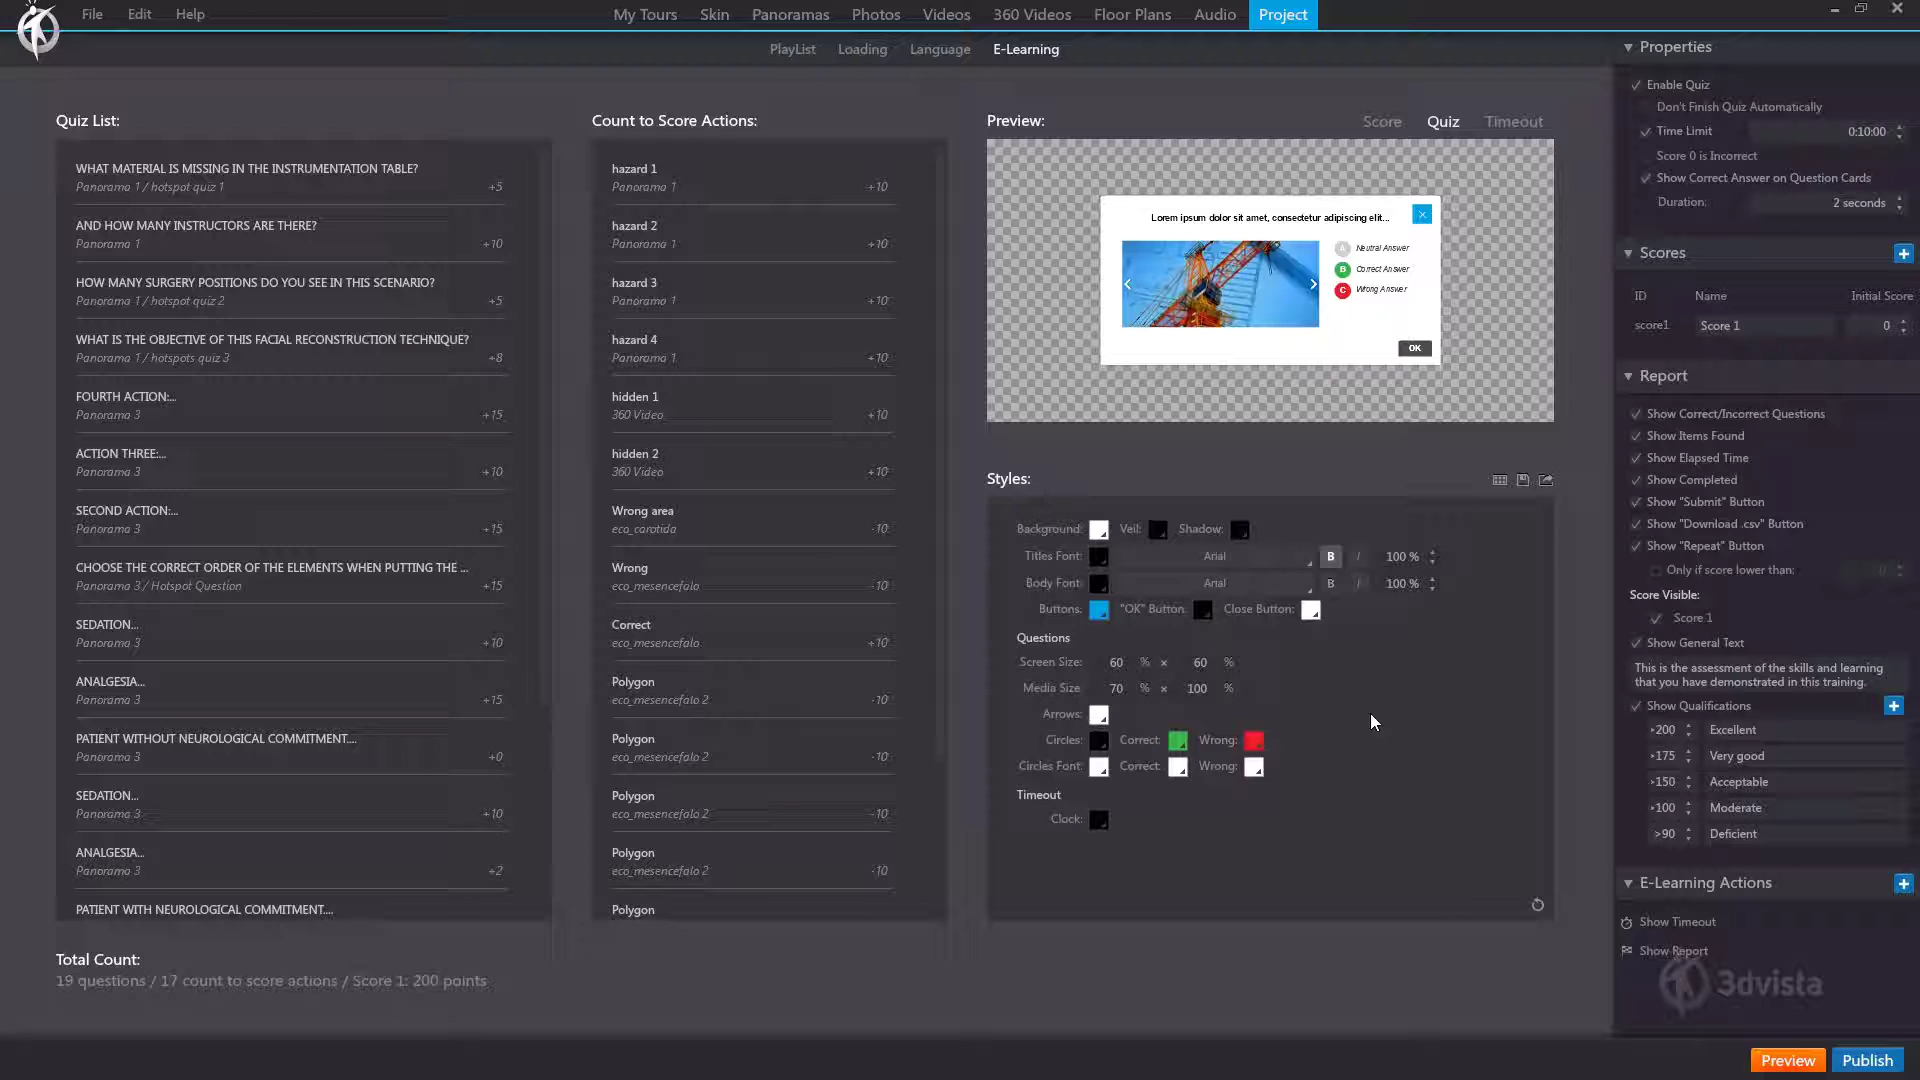 File Edit Help
My Tours Skin Panoramas Photos Videos 360 Videos Floor Plans Audio Project
PlayList Loading Language E-Learning
Quiz List:
WHAT MATERIAL IS MISSING IN THE INSTRUMENTATION TABLE?
Panorama 1 / hotspot quiz 1 +5
AND HOW MANY INSTRUCTORS ARE THERE?
Panorama 1 +10
HOW MANY SURGERY POSITIONS DO YOU SEE IN THIS SCENARIO?
Panorama 1 / hotspot quiz 2 +5
WHAT IS THE OBJECTIVE OF THIS FACIAL RECONSTRUCTION TECHNIQUE?
Panorama 1 / hotspots quiz 3 +8
FOURTH ACTION:...
Panorama 3 +15
ACTION THREE:...
Panorama 3 +10
SECOND ACTION:...
Panorama 3 +15
CHOOSE THE CORRECT ORDER OF THE ELEMENTS WHEN PUTTING THE ...
Panorama 3 / Hotspot Question +15
SEDATION...
Panorama 3 +10
ANALGESIA...
Panorama 3 +15
PATIENT WITHOUT NEUROLOGICAL COMMITMENT....
Panorama 3 +0
SEDATION...
Panorama 3 +10
ANALGESIA...
Panorama 3 +2
PATIENT WITH NEUROLOGICAL COMMITMENT....
Total Count:
19 questions / 17 count to score actions / Score 1: 200 points
Count to Score Actions:
hazard 1
Panorama 1 +10
hazard 2
Panorama 1 +10
hazard 3
Panorama 1 +10
hazard 4
Panorama 1 +10
hidden 1
360 Video +10
hidden 2
360 Video +10
Wrong area
eco_carotida -10
Wrong
eco_mesencefalo -10
Correct
eco_mesencefalo +10
Polygon
eco_mesencefalo 2 -10
Polygon
eco_mesencefalo 2 -10
Polygon
eco_mesencefalo 2 -10
Polygon
eco_mesencefalo 2 -10
Polygon
Preview: Score Quiz Timeout
Lorem ipsum dolor sit amet, consectetur adipiscing elit...
A Neutral Answer
B Correct Answer
C Wrong Answer
OK
Styles:
Background: Veil: Shadow:
Titles Font: Arial B I 100 %
Body Font: Arial B I 100 %
Buttons: "OK" Button: Close Button:
Questions
Screen Size: 60 % × 60 %
Media Size: 70 % × 100 %
Arrows:
Circles: Correct: Wrong:
Circles Font: Correct: Wrong:
Timeout
Clock:
Properties
Enable Quiz
Don't Finish Quiz Automatically
Time Limit 0:10:00
Score 0 is Incorrect
Show Correct Answer on Question Cards
Duration: 2 seconds
Scores
ID Name Initial Score
score1 Score 1 0
Report
Show Correct/Incorrect Questions
Show Items Found
Show Elapsed Time
Show Completed
Show "Submit" Button
Show "Download .csv" Button
Show "Repeat" Button
Only if score lower than: 0
Score Visible:
Score 1
Show General Text
This is the assessment of the skills and learning
that you have demonstrated in this training.
Show Qualifications
>200 Excellent
>175 Very good
>150 Acceptable
>100 Moderate
>90 Deficient
E-Learning Actions
Show Timeout
Show Report
3dvista
Preview Publish